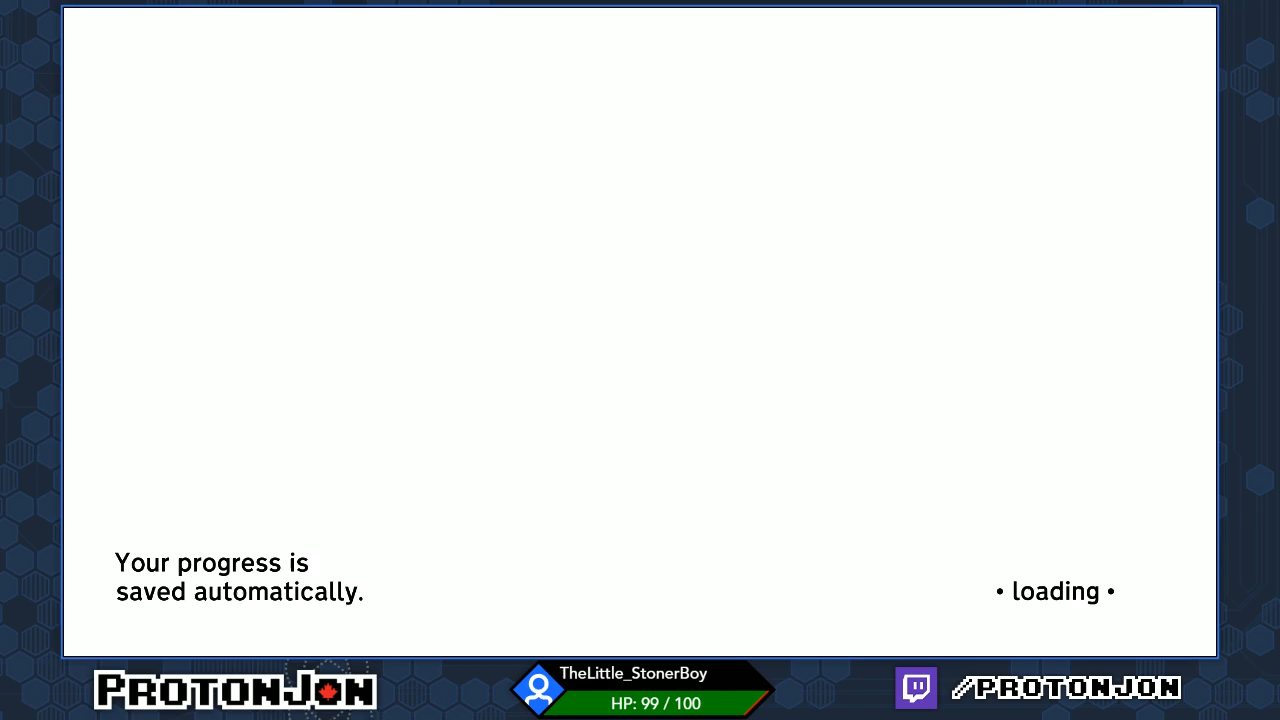 Your progress is
saved automatically.
• loading •
PROTONJON
TheLittle_StonerBoy
HP: 99 / 100
/PROTONJON